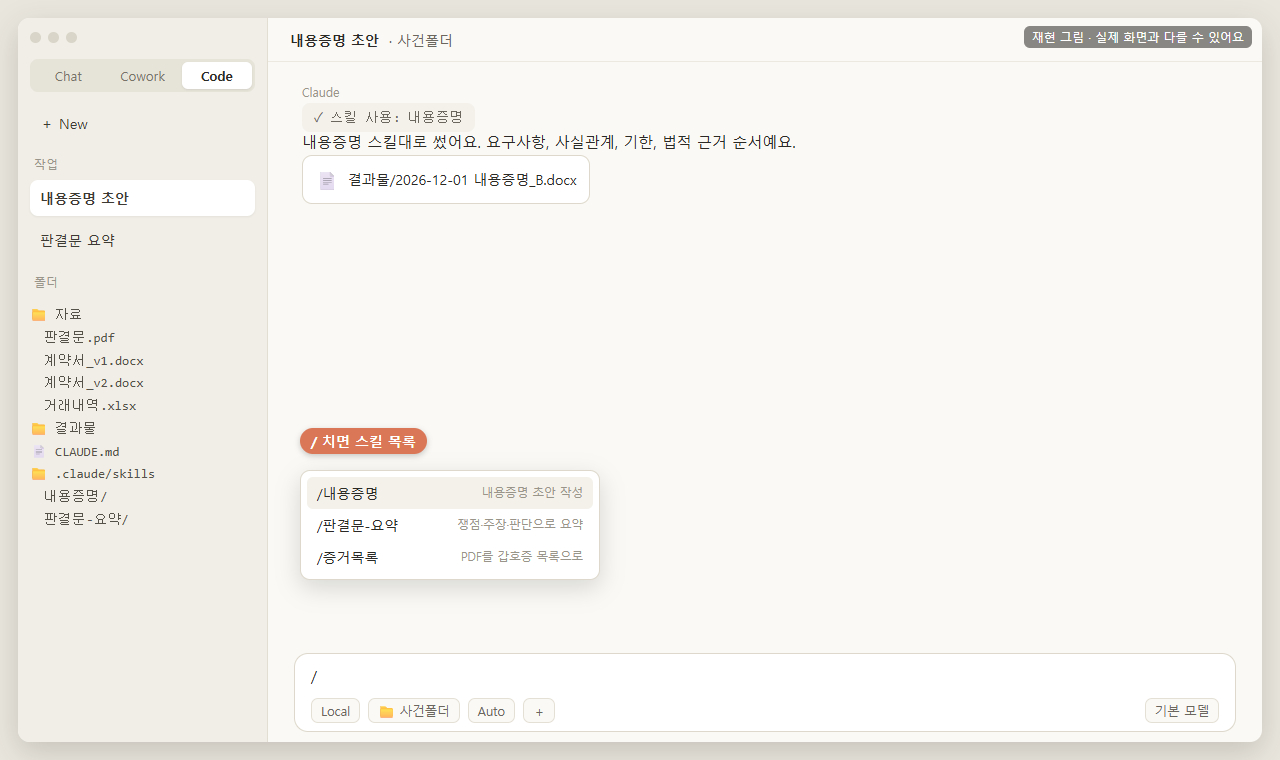 Chat Cowork Code
+ New
작업
내용증명 초안
판결문 요약
폴더
자료
판결문.pdf
계약서_v1.docx
계약서_v2.docx
거래내역.xlsx
결과물
CLAUDE.md
.claude/skills
내용증명/
판결문-요약/
내용증명 초안 · 사건폴더
재현 그림 · 실제 화면과 다를 수 있어요
Claude
✓ 스킬 사용: 내용증명
내용증명 스킬대로 썼어요. 요구사항, 사실관계, 기한, 법적 근거 순서예요.
결과물/2026-12-01 내용증명_B.docx
/ 치면 스킬 목록
/내용증명 내용증명 초안 작성
/판결문-요약 쟁점·주장·판단으로 요약
/증거목록 PDF를 갑호증 목록으로
/
Local 사건폴더 Auto + 기본 모델